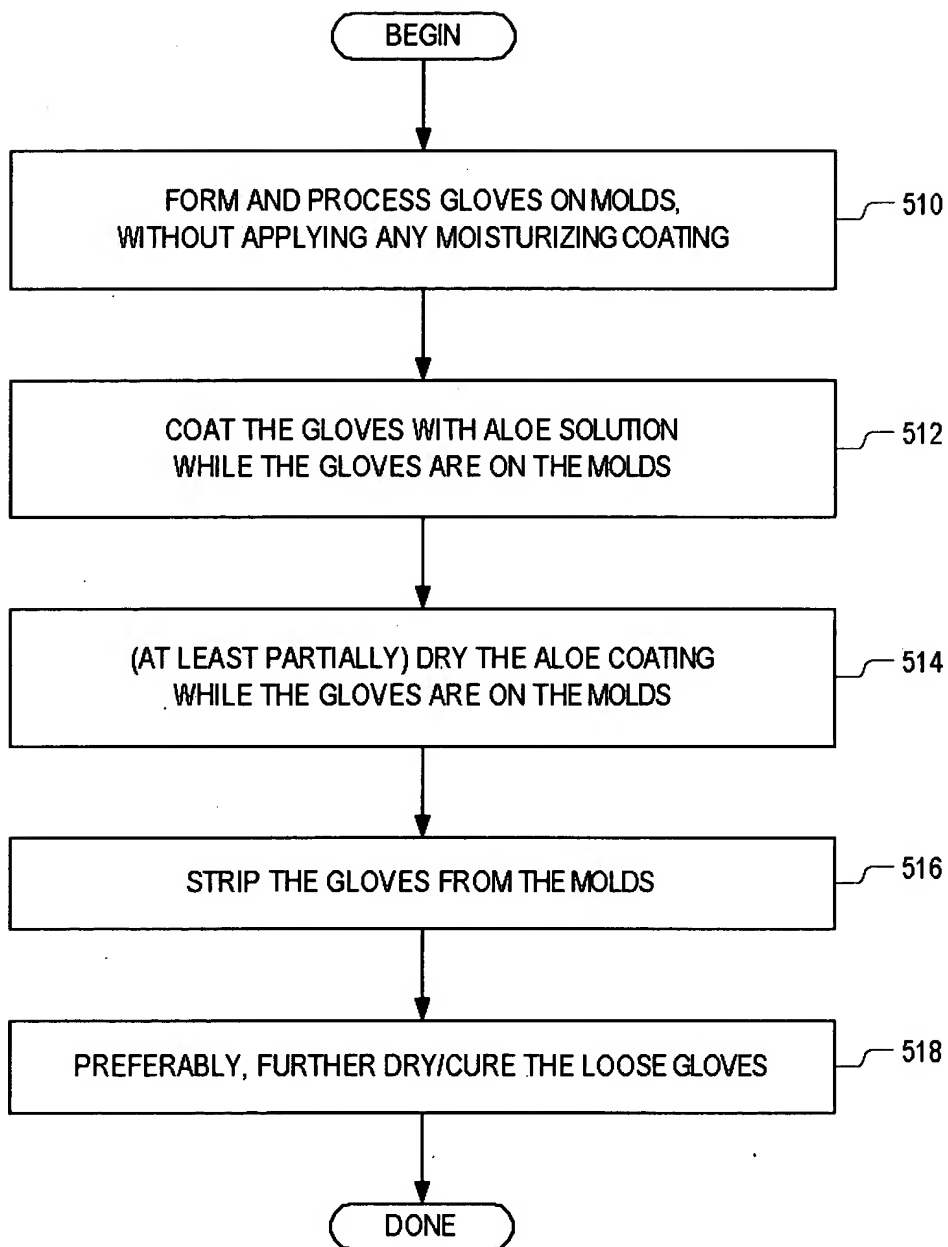 BEGIN
FORM AND PROCESS GLOVES ON MOLDS,
WITHOUT APPLYING ANY MOISTURIZING COATING
510
COAT THE GLOVES WITH ALOE SOLUTION
WHILE THE GLOVES ARE ON THE MOLDS
512
(AT LEAST PARTIALLY) DRY THE ALOE COATING
WHILE THE GLOVES ARE ON THE MOLDS
514
STRIP THE GLOVES FROM THE MOLDS
516
PREFERABLY, FURTHER DRY/CURE THE LOOSE GLOVES
518
DONE